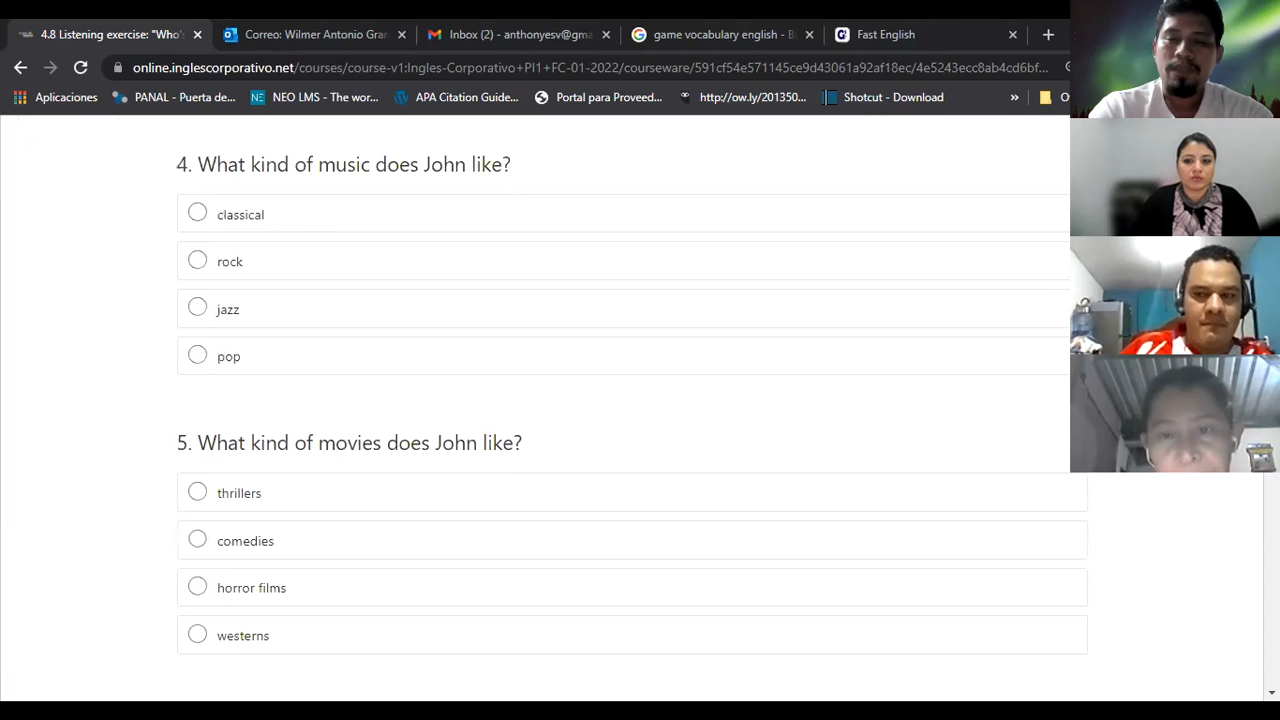 4.8 Listening exercise: "Who's
Correo: Wilmer Antonio Gran
Inbox (2) - anthonyesv@gma
game vocabulary english - B
Fast English
online.inglescorporativo.net/courses/course-v1:Ingles-Corporativo+PI1+FC-01-2022/courseware/591cf54e571145ce9d43061a92af18ec/4e5243ecc8ab4cd6bf...
Aplicaciones
PANAL - Puerta de...
NEO LMS - The wor...
APA Citation Guide...
Portal para Proveed...
http://ow.ly/201350...
Shotcut - Download
»
4. What kind of music does John like?
classical
rock
jazz
pop
5. What kind of movies does John like?
thrillers
comedies
horror films
westerns